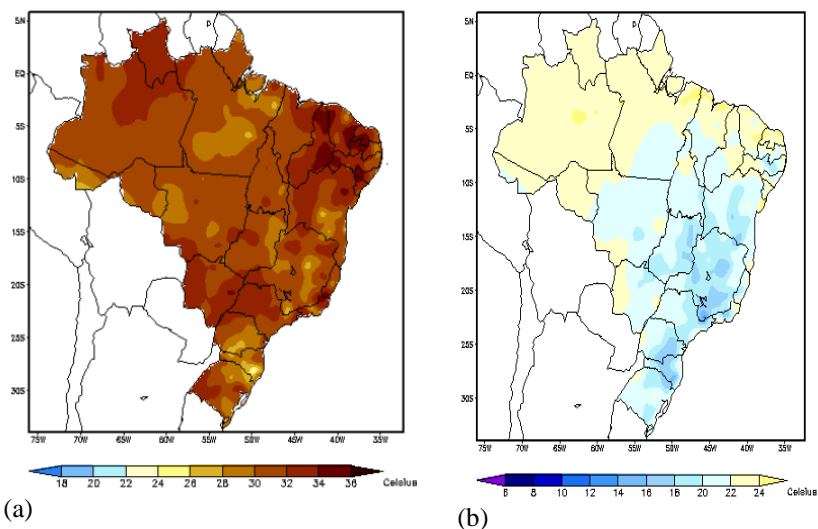 5N
EQ
5S
10S
15S
20S
25S
30S
75W 70W 65W 60W 55W 50W 45W 40W 35W
18 20 22 24 26 28 30 32 34 36 Celsius
(a)
5N
EQ
5S
10S
15S
20S
25S
30S
75W 70W 65W 60W 55W 50W 45W 40W 35W
6 8 10 12 14 16 18 20 22 24 Celsius
(b)